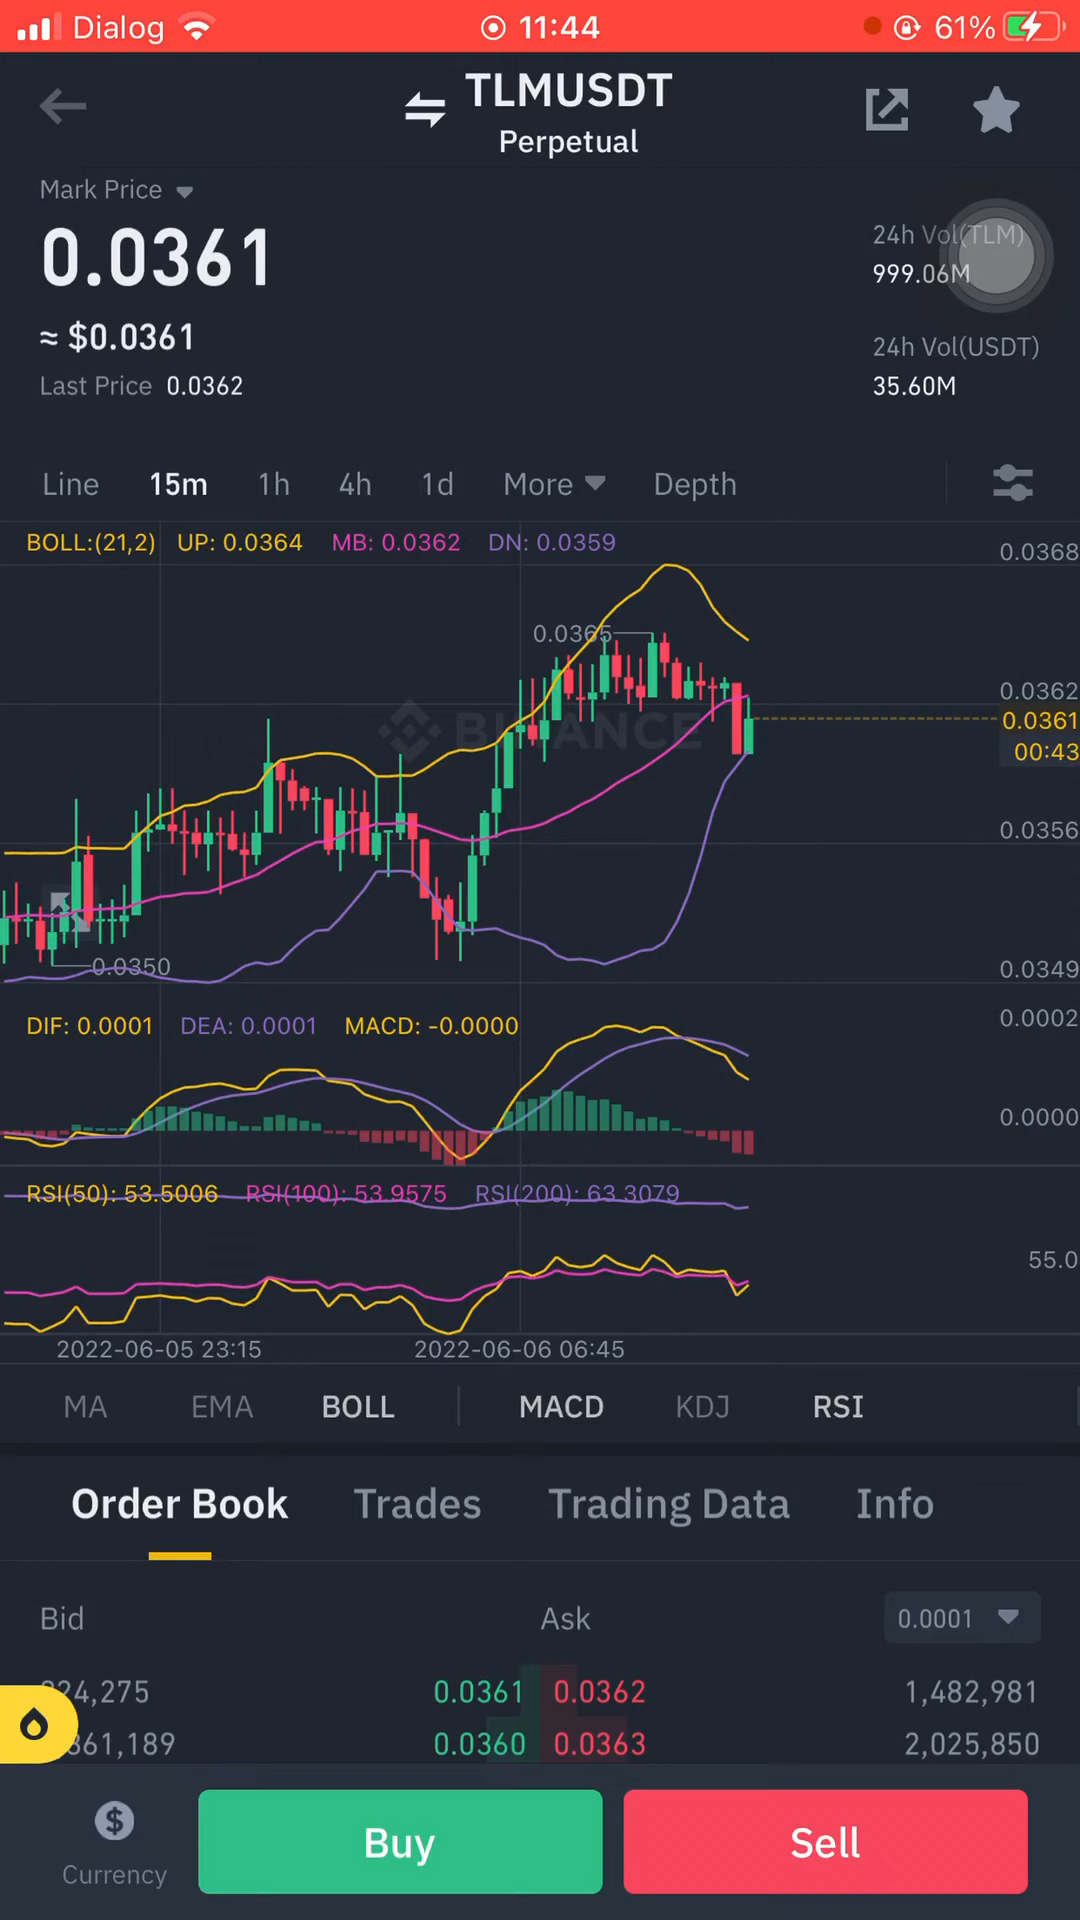 Dialog 11:44 61%
TLMUSDT
Perpetual
Mark Price
0.0361
≈ $0.0361
Last Price 0.0362
24h Vol(TLM)
999.06M
24h Vol(USDT)
35.60M
Line 15m 1h 4h 1d More Depth
BOLL:(21,2) UP: 0.0364 MB: 0.0362 DN: 0.0359
0.0368
0.0365
0.0362
0.0361
00:43
BINANCE
0.0356
0.0350
0.0349
DIF: 0.0001 DEA: 0.0001 MACD: -0.0000
0.0002
0.0000
RSI(50): 53.5006 RSI(100): 53.9575 RSI(200): 63.3079
55.0
2022-06-05 23:15 2022-06-06 06:45
MA EMA BOLL MACD KDJ RSI
Order Book Trades Trading Data Info
Bid Ask 0.0001
0.0361 0.0362 1,482,981
0.0360 0.0363 2,025,850
Currency
Buy
Sell